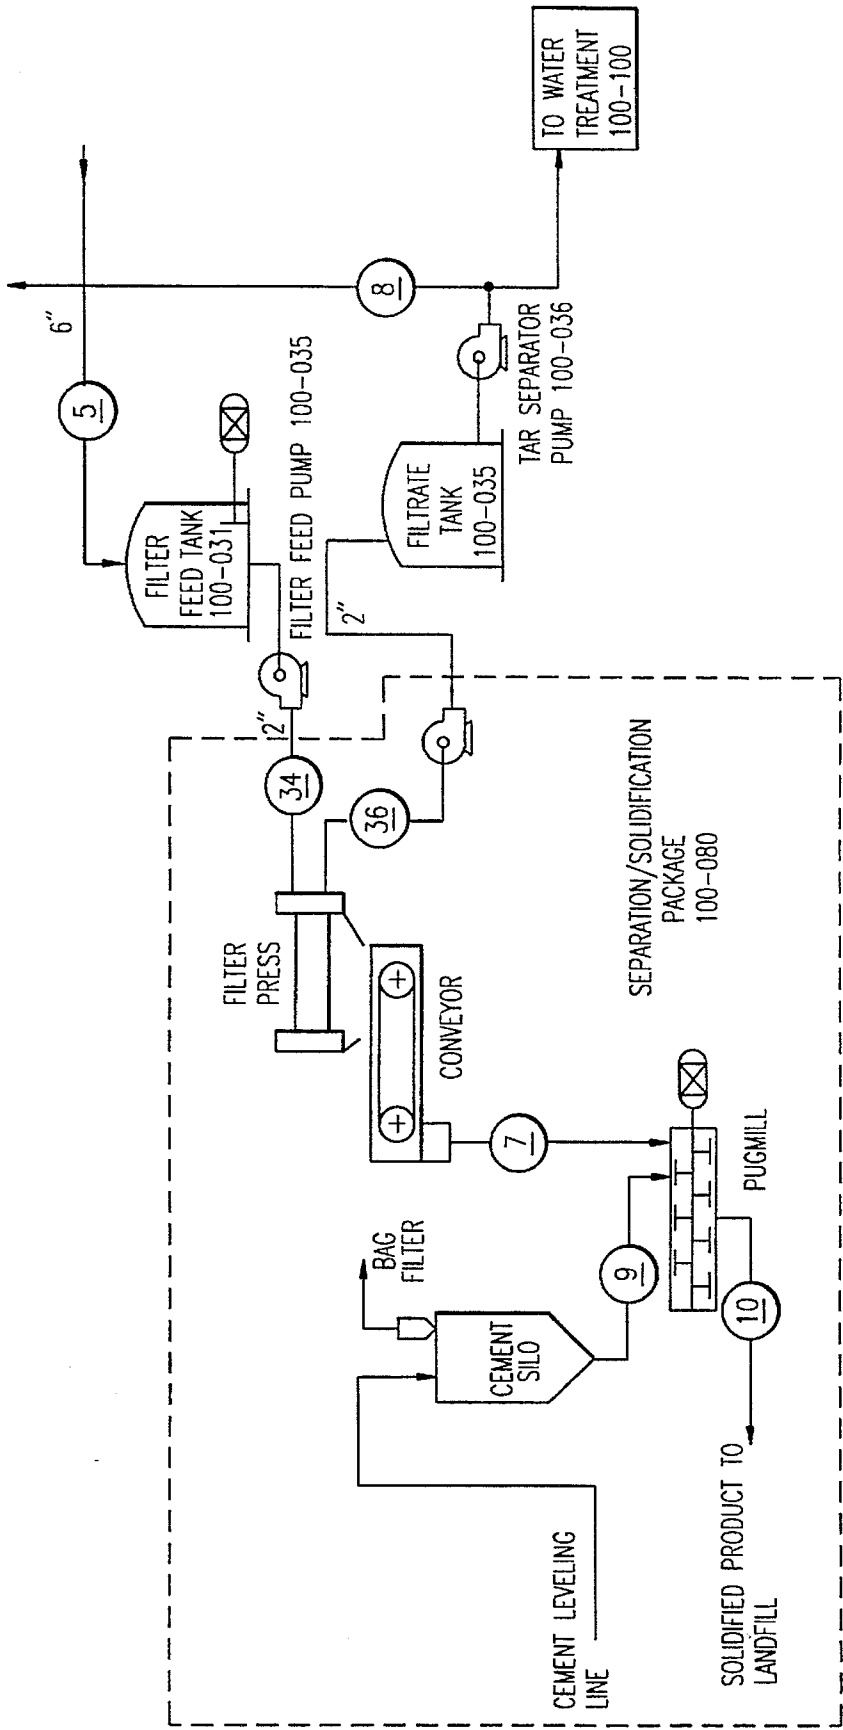 5
6"
FILTER
FEED TANK
100-031
FILTER FEED PUMP 100-035
2"
34
36
2"
FILTRATE
TANK
100-035
TAR SEPARATOR
PUMP 100-036
8
TO WATER
TREATMENT
100-100
FILTER
PRESS
CONVEYOR
SEPARATION/SOLIDIFICATION
PACKAGE
100-080
7
BAG
FILTER
CEMENT
SILO
9
PUGMILL
10
CEMENT LEVELING
LINE
SOLIDIFIED PRODUCT TO
LANDFILL